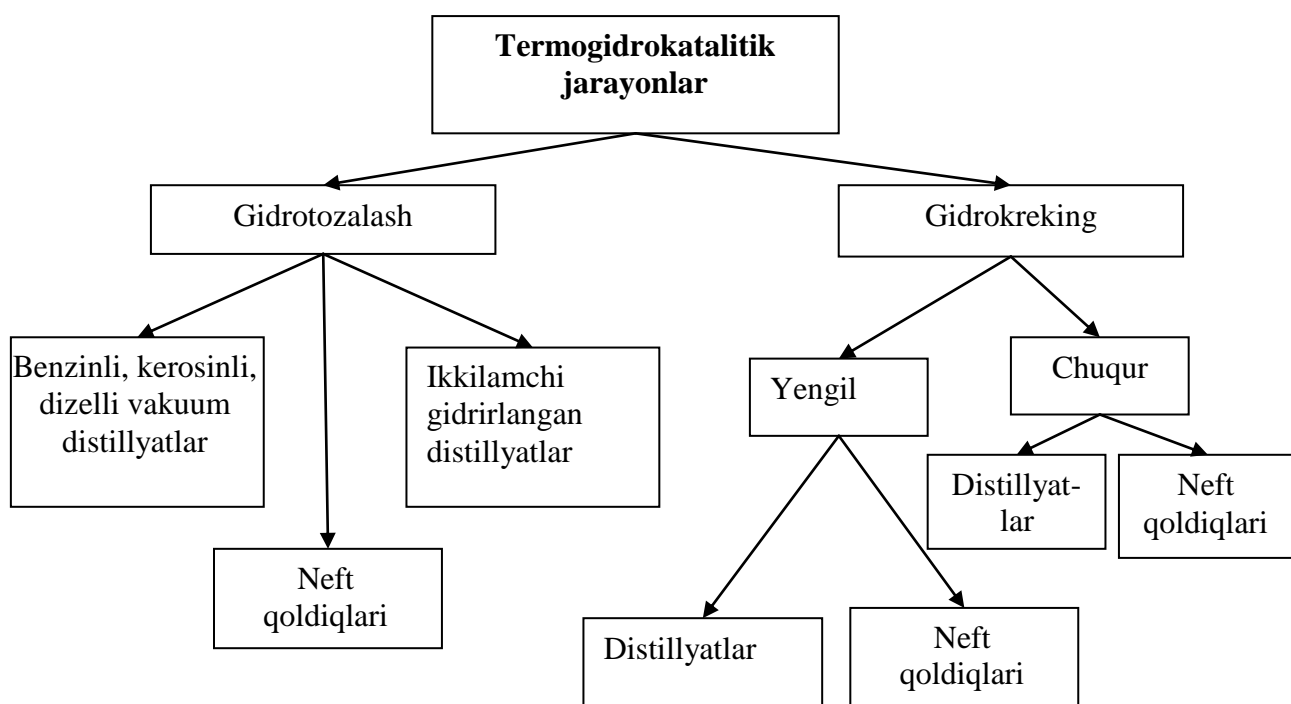 Termogidrokatalitik
jarayonlar
Gidrotozalash
Gidrokreking
Benzinli, kerosinli,
dizelli vakuum
distillyatlar
Ikkilamchi
gidrirlangan
distillyatlar
Yengil
Chuqur
Distillyat-
lar
Neft
qoldiqlari
Neft
qoldiqlari
Distillyatlar
Neft
qoldiqlari